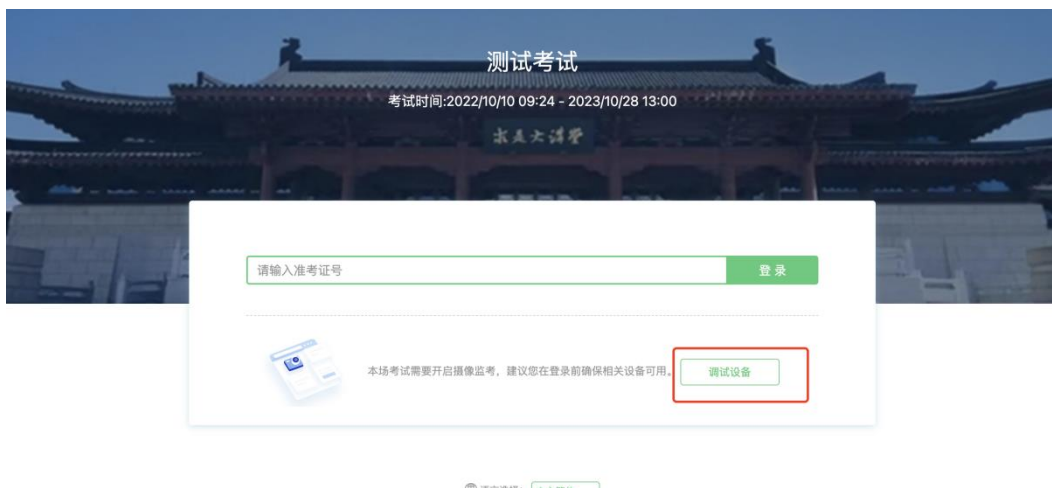 测试考试
考试时间:2022/10/10 09:24 - 2023/10/28 13:00
求是大讲堂
请输入准考证号
登 录
本场考试需要开启摄像监考，建议您在登录前确保相关设备可用。
调试设备